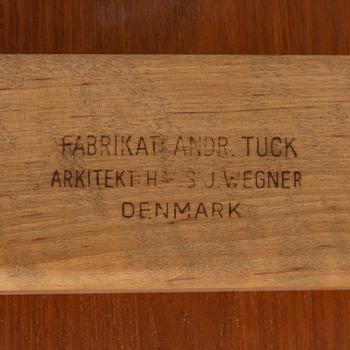 FABRIKAT: ANDR. TUCK
ARKITEKT: HANS J. WEGNER
DENMARK